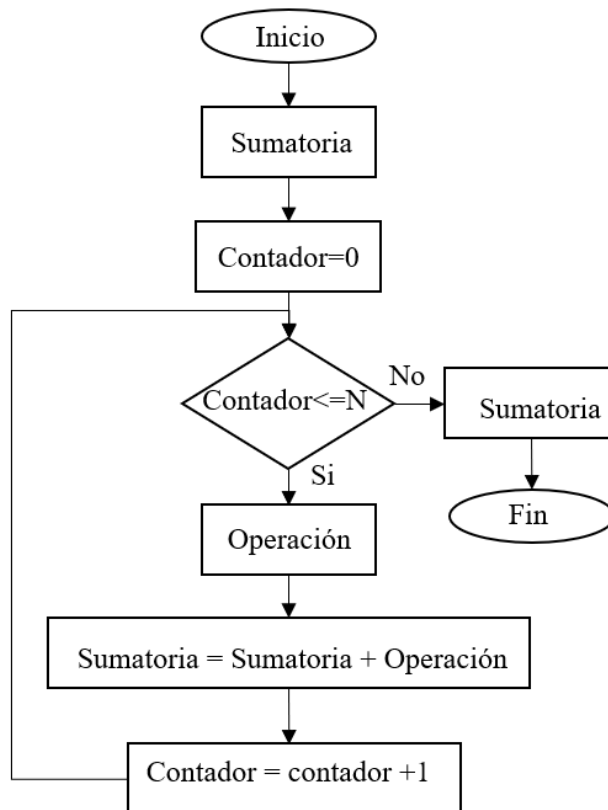 Inicio
Sumatoria
Contador=0
Contador<=N
No
Sumatoria
Si
Fin
Operación
Sumatoria = Sumatoria + Operación
Contador = contador +1